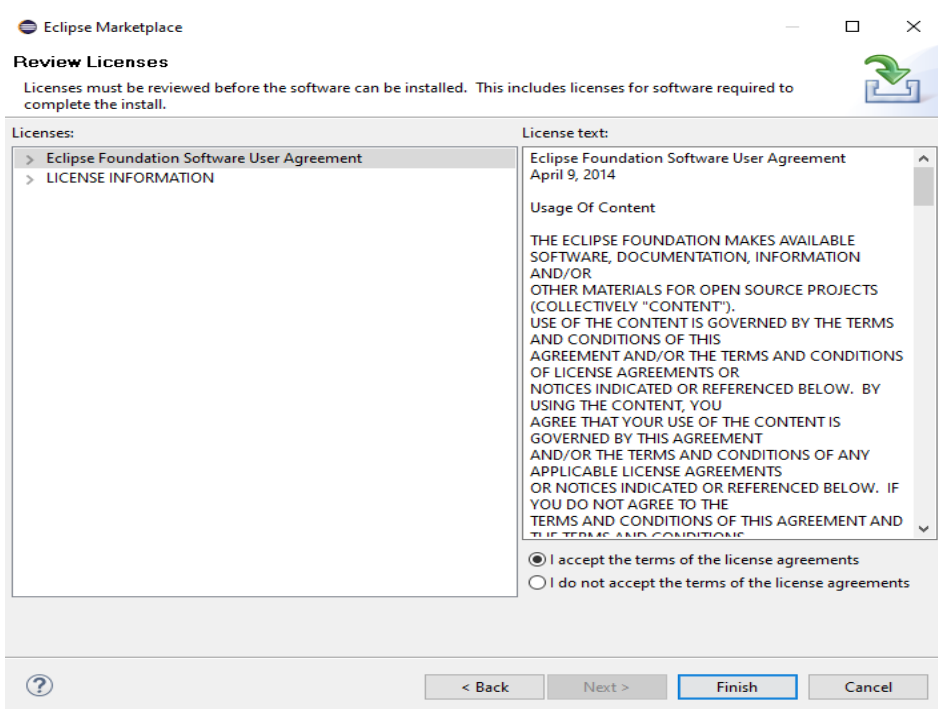 Eclipse Marketplace
Review Licenses
Licenses must be reviewed before the software can be installed.  This includes licenses for software required to
complete the install.
Licenses:
Eclipse Foundation Software User Agreement
LICENSE INFORMATION
License text:
Eclipse Foundation Software User Agreement
April 9, 2014
Usage Of Content
THE ECLIPSE FOUNDATION MAKES AVAILABLE
SOFTWARE, DOCUMENTATION, INFORMATION
AND/OR
OTHER MATERIALS FOR OPEN SOURCE PROJECTS
(COLLECTIVELY "CONTENT").
USE OF THE CONTENT IS GOVERNED BY THE TERMS
AND CONDITIONS OF THIS
AGREEMENT AND/OR THE TERMS AND CONDITIONS
OF LICENSE AGREEMENTS OR
NOTICES INDICATED OR REFERENCED BELOW.  BY
USING THE CONTENT, YOU
AGREE THAT YOUR USE OF THE CONTENT IS
GOVERNED BY THIS AGREEMENT
AND/OR THE TERMS AND CONDITIONS OF ANY
APPLICABLE LICENSE AGREEMENTS
OR NOTICES INDICATED OR REFERENCED BELOW.  IF
YOU DO NOT AGREE TO THE
TERMS AND CONDITIONS OF THIS AGREEMENT AND
THE TERMS AND CONDITIONS
I accept the terms of the license agreements
I do not accept the terms of the license agreements
?
< Back
Next >
Finish
Cancel